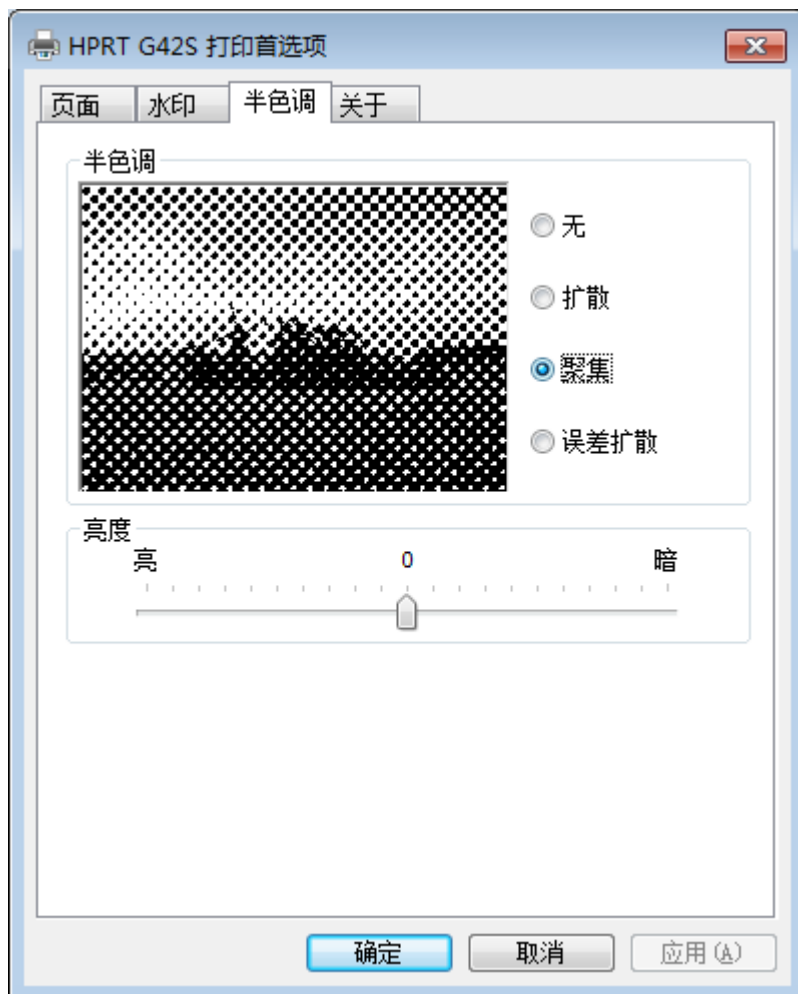 HPRT G42S 打印首选项
页面 水印 半色调 关于
半色调
无
扩散
聚焦
误差扩散
亮度
亮 0 暗
确定 取消 应用(A)